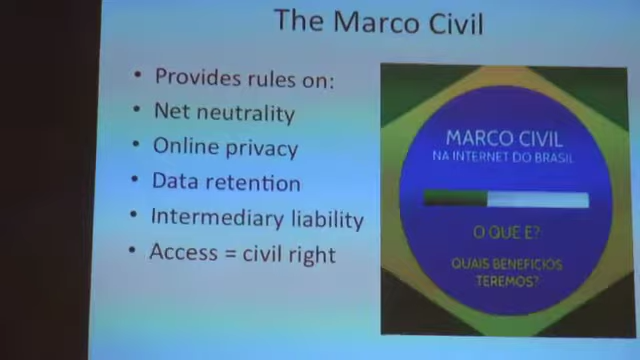 The Marco Civil
• Provides rules on:
• Net neutrality
• Online privacy
• Data retention
• Intermediary liability
• Access = civil right
MARCO CIVIL
NA INTERNET DO BRASIL
O QUE E?
QUAIS BENEFICIOS
TEREMOS?